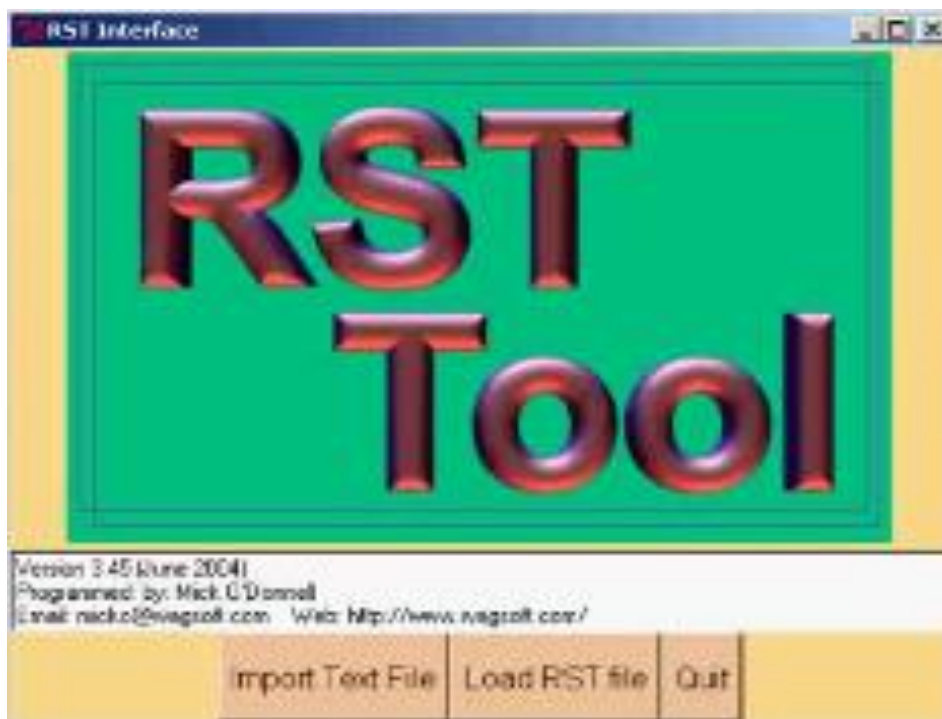 RST Interface
RST
Tool
Version 3.45 (June 2004)
Programmed by: Mick O'Donnell
Email: micko@wagsoft.com Web: http://www.wagsoft.com/
Import Text File Load RST file Quit